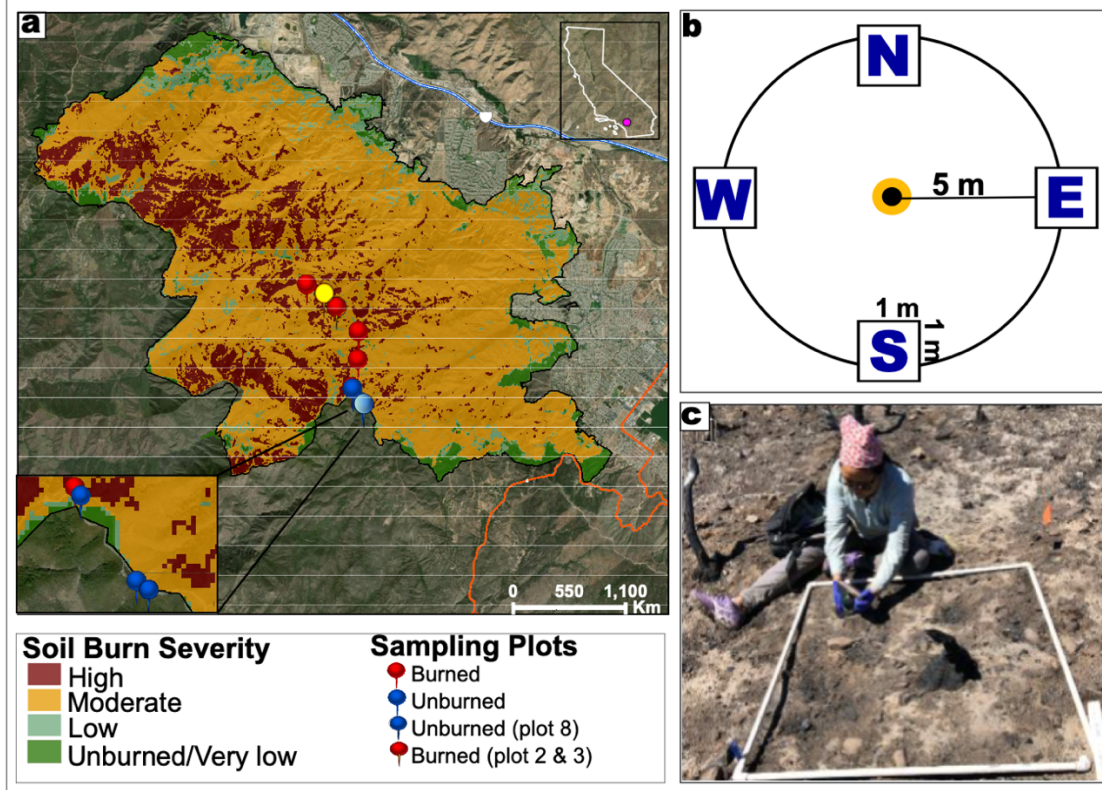 a
0 550 1,100
Km
Soil Burn Severity
High
Moderate
Low
Unburned/Very low
Sampling Plots
Burned
Unburned
Unburned (plot 8)
Burned (plot 2 & 3)
b
N
W
5 m
E
1 m
1 m
S
c